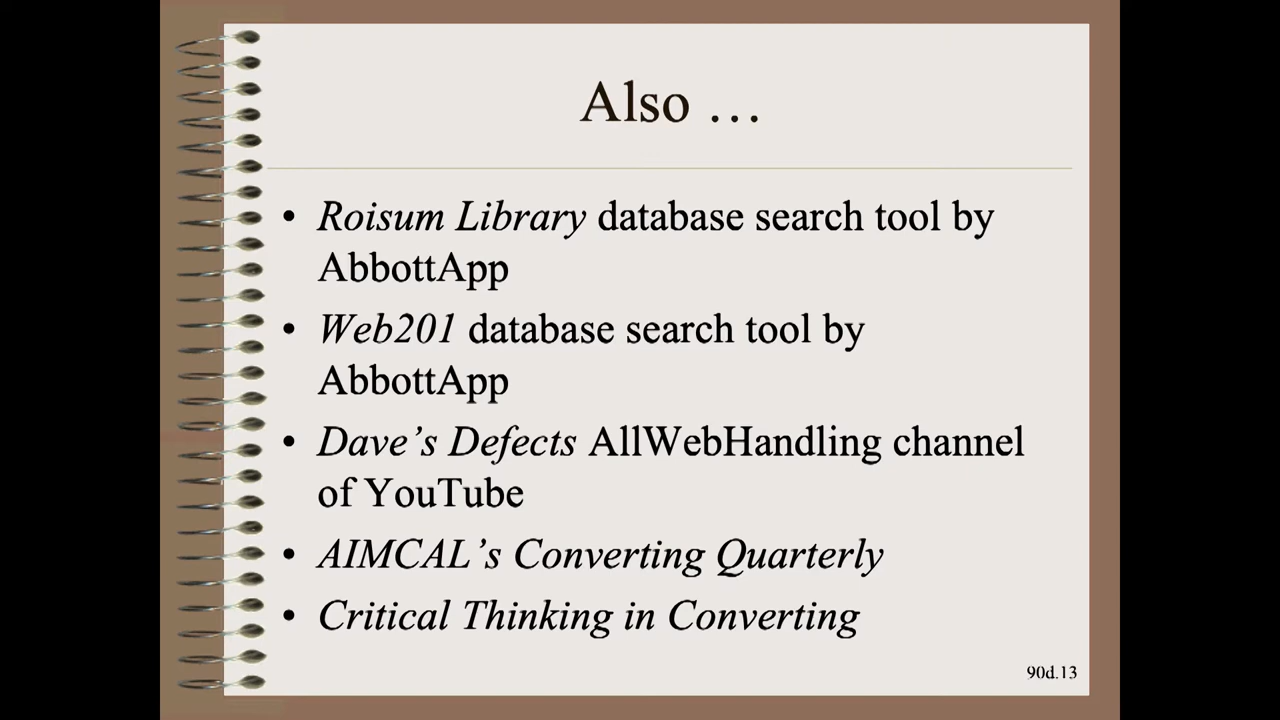 Also …
• Roisum Library database search tool by
AbbottApp
• Web201 database search tool by
AbbottApp
• Dave’s Defects AllWebHandling channel
of YouTube
• AIMCAL’s Converting Quarterly
• Critical Thinking in Converting
90d.13